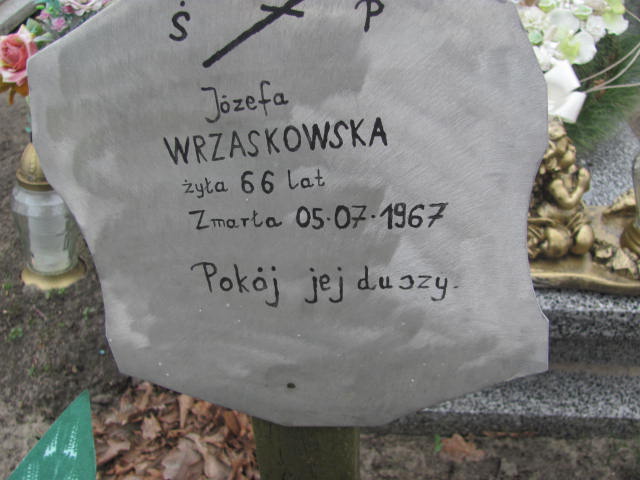 Ś P
Józefa
WRZASKOWSKA
żyła 66 lat
Zmarła 05.07.1967
Pokój jej duszy.